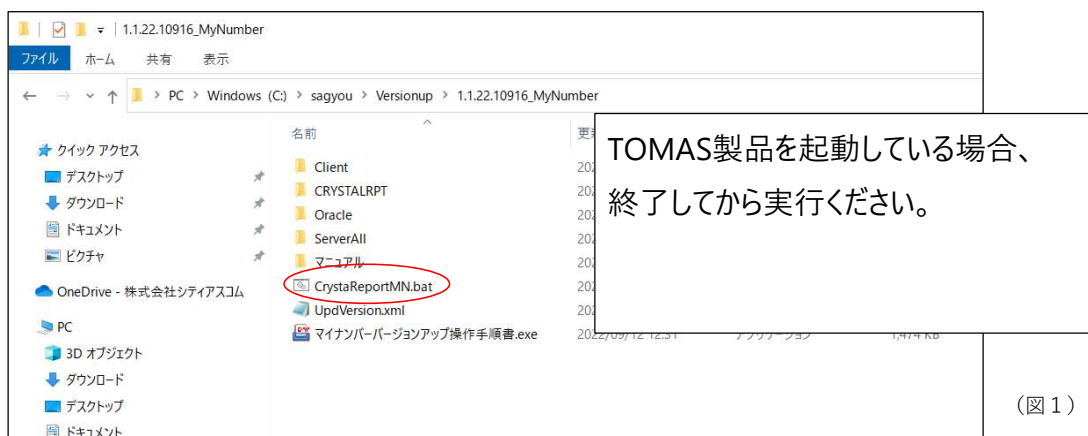 1.1.22.10916_MyNumber
ファイル ホーム 共有 表示
PC > Windows (C:) > sagyou > Versionup > 1.1.22.10916_MyNumber
名前
クイック アクセス
デスクトップ
ダウンロード
ドキュメント
ピクチャ
OneDrive - 株式会社シティアスコム
PC
3D オブジェクト
ダウンロード
デスクトップ
ドキュメント
Client
CRYSTALRPT
Oracle
ServerAll
マニュアル
CrystaReportMN.bat
UpdVersion.xml
マイナンバーバージョンアップ操作手順書.exe 2022/09/12 12:31 アプリケーション 1,474 KB
TOMAS製品を起動している場合、
終了してから実行ください。
（図１）